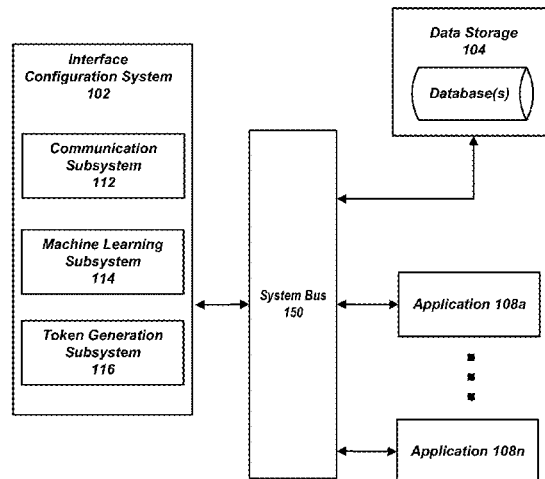 Interface
Configuration System
102
Communication
Subsystem
112
Machine Learning
Subsystem
114
Token Generation
Subsystem
116
System Bus
150
Data Storage
104
Database(s)
Application 108a
Application 108n